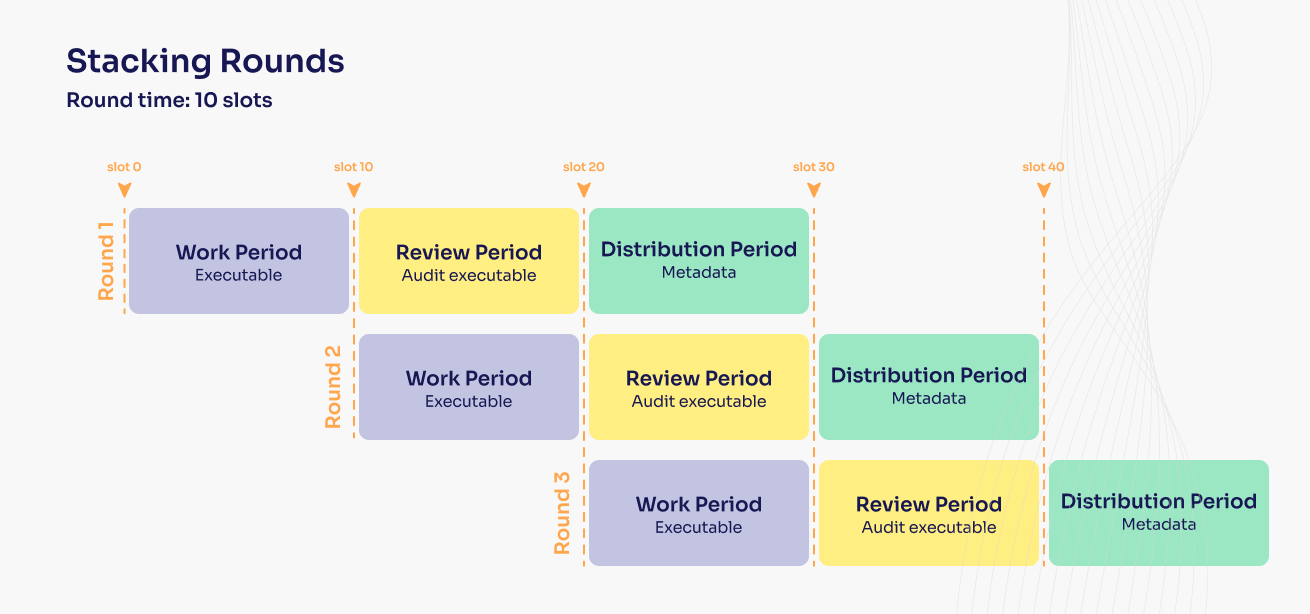 Stacking Rounds
Round time: 10 slots
slot 0
slot 10
slot 20
slot 30
slot 40
Round 1
Work Period
Executable
Review Period
Audit executable
Distribution Period
Metadata
Round 2
Work Period
Executable
Review Period
Audit executable
Distribution Period
Metadata
Round 3
Work Period
Executable
Review Period
Audit executable
Distribution Period
Metadata